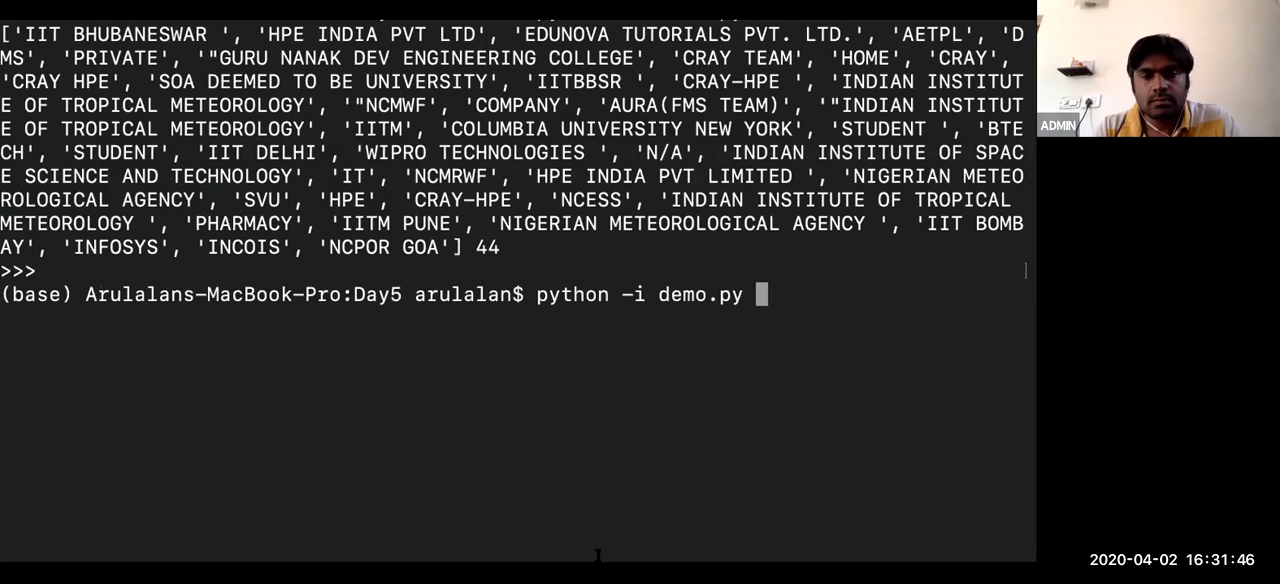 ['IIT BHUBANESWAR ', 'HPE INDIA PVT LTD', 'EDUNOVA TUTORIALS PVT. LTD.', 'AETPL', 'D
MS', 'PRIVATE', '"GURU NANAK DEV ENGINEERING COLLEGE', 'CRAY TEAM', 'HOME', 'CRAY',
'CRAY HPE', 'SOA DEEMED TO BE UNIVERSITY', 'IITBBSR ', 'CRAY-HPE ', 'INDIAN INSTITUT
E OF TROPICAL METEOROLOGY', '"NCMWF', 'COMPANY', 'AURA(FMS TEAM)', '"INDIAN INSTITUT
E OF TROPICAL METEOROLOGY', 'IITM', 'COLUMBIA UNIVERSITY NEW YORK', 'STUDENT ', 'BTE
CH', 'STUDENT', 'IIT DELHI', 'WIPRO TECHNOLOGIES ', 'N/A', 'INDIAN INSTITUTE OF SPAC
E SCIENCE AND TECHNOLOGY', 'IT', 'NCMRWF', 'HPE INDIA PVT LIMITED ', 'NIGERIAN METEO
ROLOGICAL AGENCY', 'SVU', 'HPE', 'CRAY-HPE', 'NCESS', 'INDIAN INSTITUTE OF TROPICAL
METEOROLOGY ', 'PHARMACY', 'IITM PUNE', 'NIGERIAN METEOROLOGICAL AGENCY ', 'IIT BOMB
AY', 'INFOSYS', 'INCOIS', 'NCPOR GOA'] 44
>>>
(base) Arulalans-MacBook-Pro:Day5 arulalan$ python -i demo.py
ADMIN
2020-04-02 16:31:46